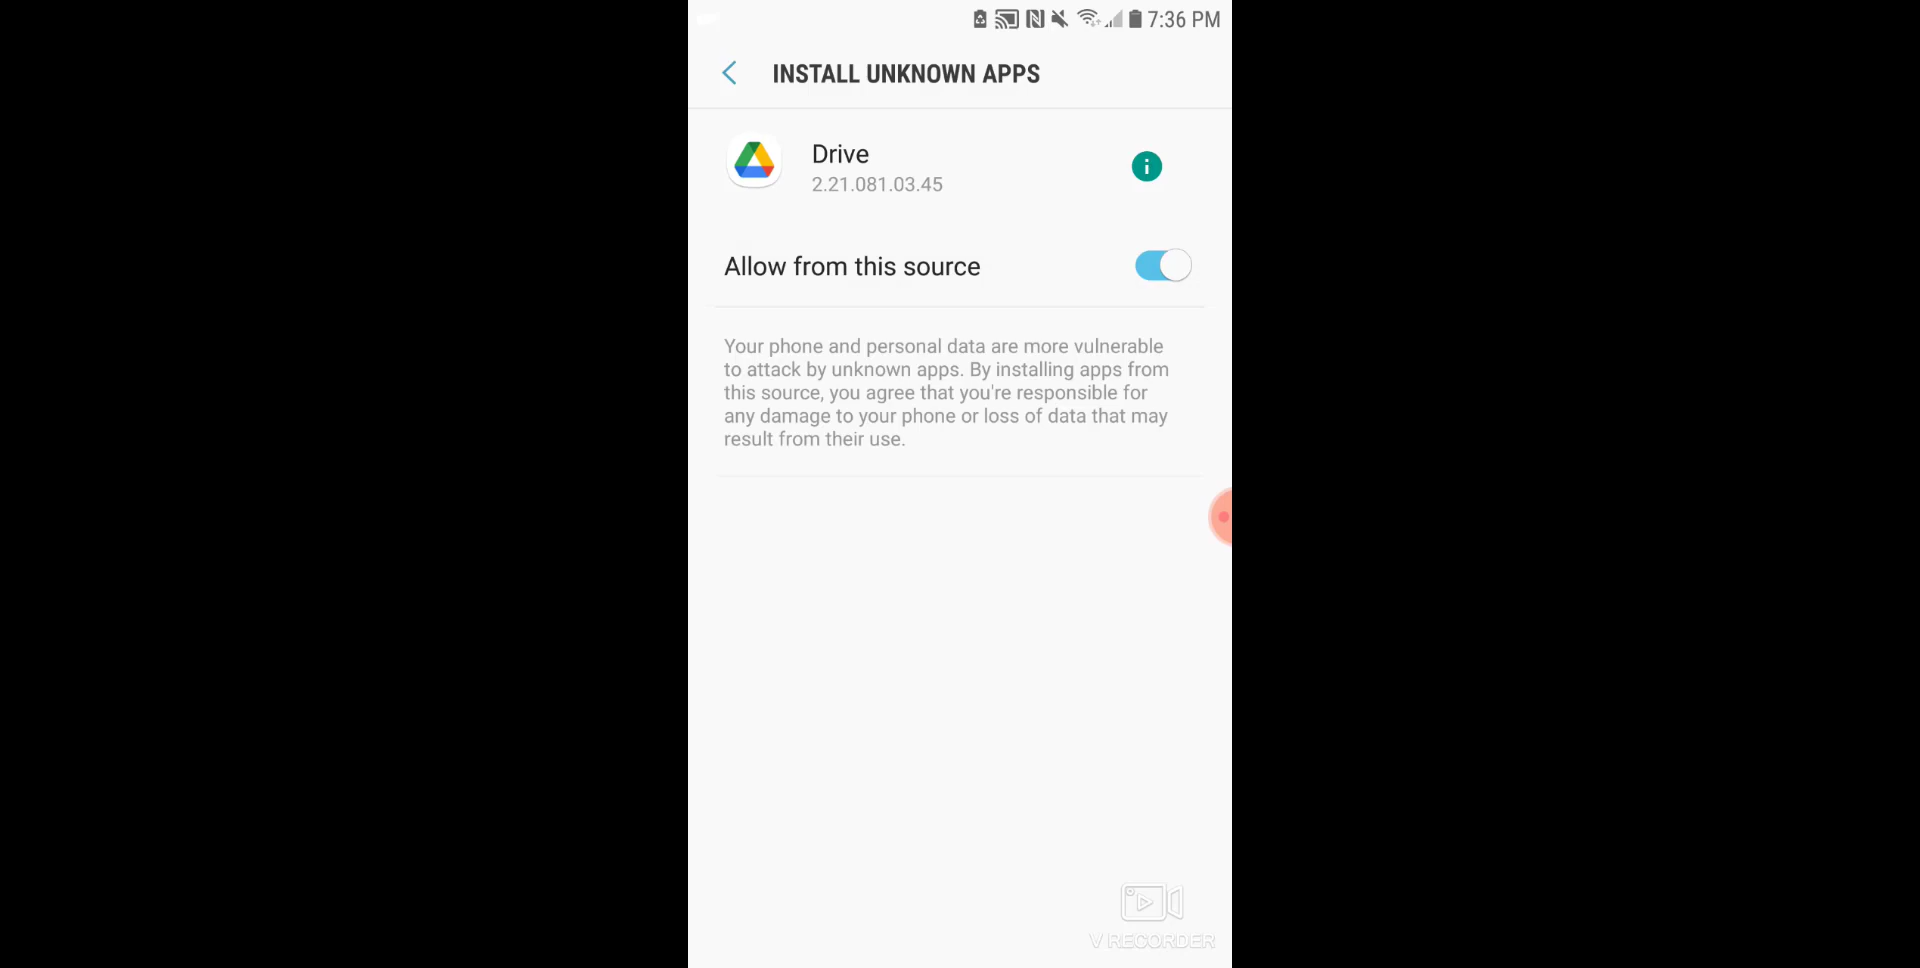 7:36 PM
INSTALL UNKNOWN APPS
Drive
2.21.081.03.45
Allow from this source
Your phone and personal data are more vulnerable
to attack by unknown apps. By installing apps from
this source, you agree that you're responsible for
any damage to your phone or loss of data that may
result from their use.
V RECORDER